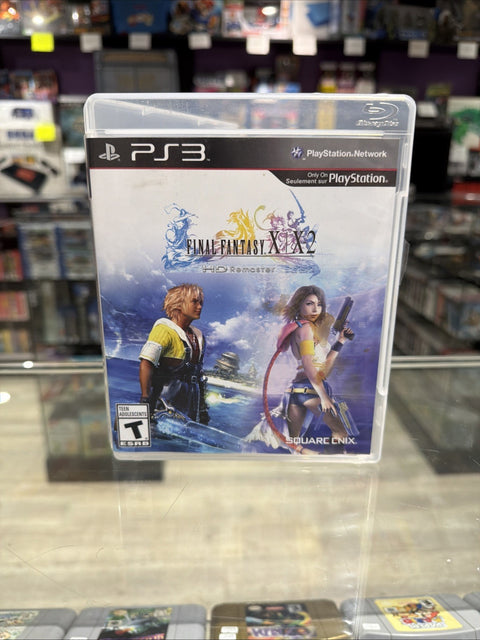 Blu-ray Disc
PS3
PlayStation Network
Only On
Seulement sur PlayStation
FINAL FANTASY X|X-2
HD Remaster
TEEN
ADOLESCENTS
T
ESRB
SQUARE ENIX
SEGA